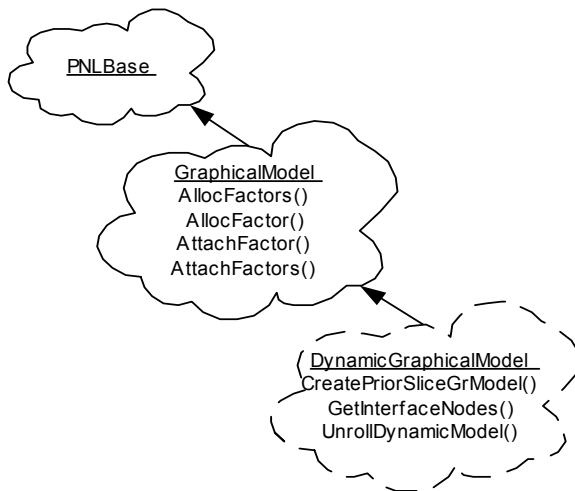 PNLBase
GraphicalModel
AllocFactors()
AllocFactor()
AttachFactor()
AttachFactors()
DynamicGraphicalModel
CreatePriorSliceGrModel()
GetInterfaceNodes()
UnrollDynamicModel()